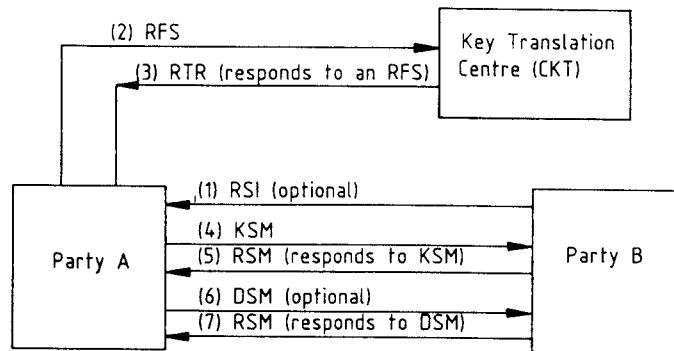 (2) RFS
Key Translation
Centre (CKT)
(3) RTR (responds to an RFS)
(1) RSI (optional)
(4) KSM
Party A
(5) RSM (responds to KSM)
Party B
(6) DSM (optional)
(7) RSM (responds to DSM)